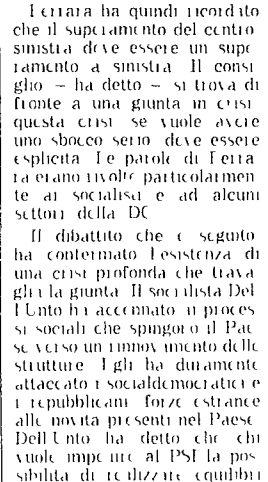 Ferrara ha quindi ricordato
che il superamento del centro
sinistra deve essere un supe
ramento a sinistra Il consi
glio — ha detto — si trova di
fronte a una giunta in crisi
questa crisi se vuole avere
uno sbocco serio deve essere
esplicita Le parole di Ferra
ra erano rivolte particolarmen
te ai socialisti e ad alcuni
settori della DC
Il dibattito che è seguito
ha confermato l esistenza di
una crisi profonda che trava
glia la giunta Il socialista Del
l Unto ha accennato ai proces
si sociali che spingono il Pae
se verso un rinnovamento delle
strutture Egli ha duramente
attaccato i socialdemocratici e
i repubblicani forze estranee
alle novità presenti nel Paese
Dell Unto ha detto che chi
vuole impedire al PSI la pos
sibilità di realizzare equilibri